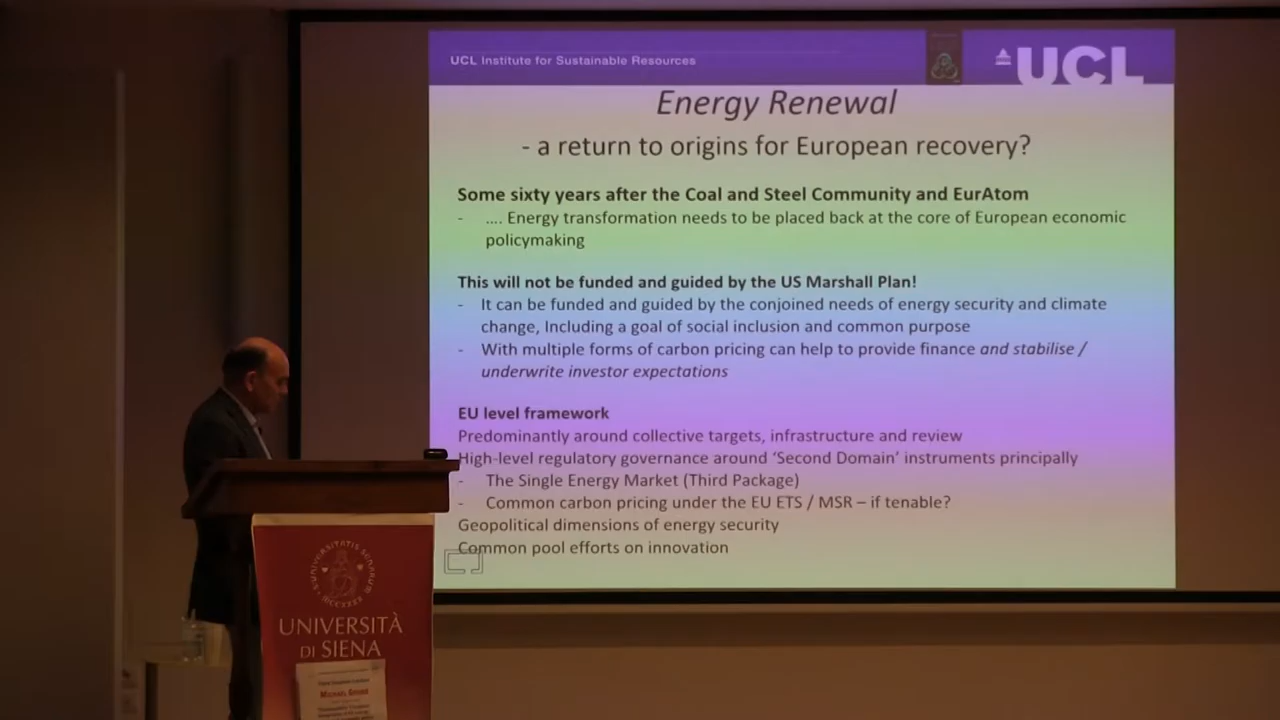 UCL Institute for Sustainable Resources
UCL
Energy Renewal
- a return to origins for European recovery?
Some sixty years after the Coal and Steel Community and EurAtom
- .... Energy transformation needs to be placed back at the core of European economic
policymaking
This will not be funded and guided by the US Marshall Plan!
- It can be funded and guided by the conjoined needs of energy security and climate
change, Including a goal of social inclusion and common purpose
- With multiple forms of carbon pricing can help to provide finance and stabilise /
underwrite investor expectations
EU level framework
Predominantly around collective targets, infrastructure and review
High-level regulatory governance around ‘Second Domain’ instruments principally
- The Single Energy Market (Third Package)
- Common carbon pricing under the EU ETS / MSR – if tenable?
Geopolitical dimensions of energy security
Common pool efforts on innovation
UNIVERSITÀ
DI SIENA